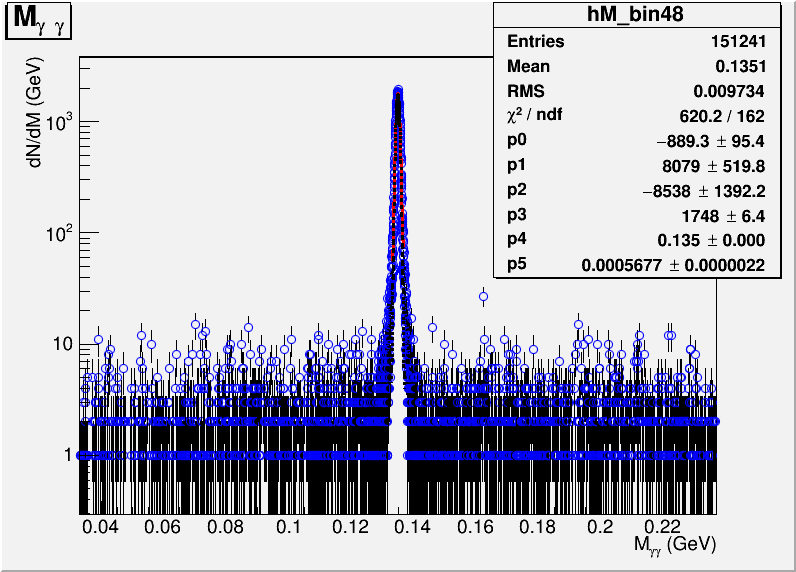 M γ γ
hM_bin48
Entries 151241
Mean 0.1351
RMS 0.009734
χ² / ndf 620.2 / 162
p0 −889.3 ± 95.4
p1 8079 ± 519.8
p2 −8538 ± 1392.2
p3 1748 ± 6.4
p4 0.135 ± 0.000
p5 0.0005677 ± 0.0000022
dN/dM (GeV)
10³
10²
10
1
0.04 0.06 0.08 0.1 0.12 0.14 0.16 0.18 0.2 0.22
Mγγ (GeV)